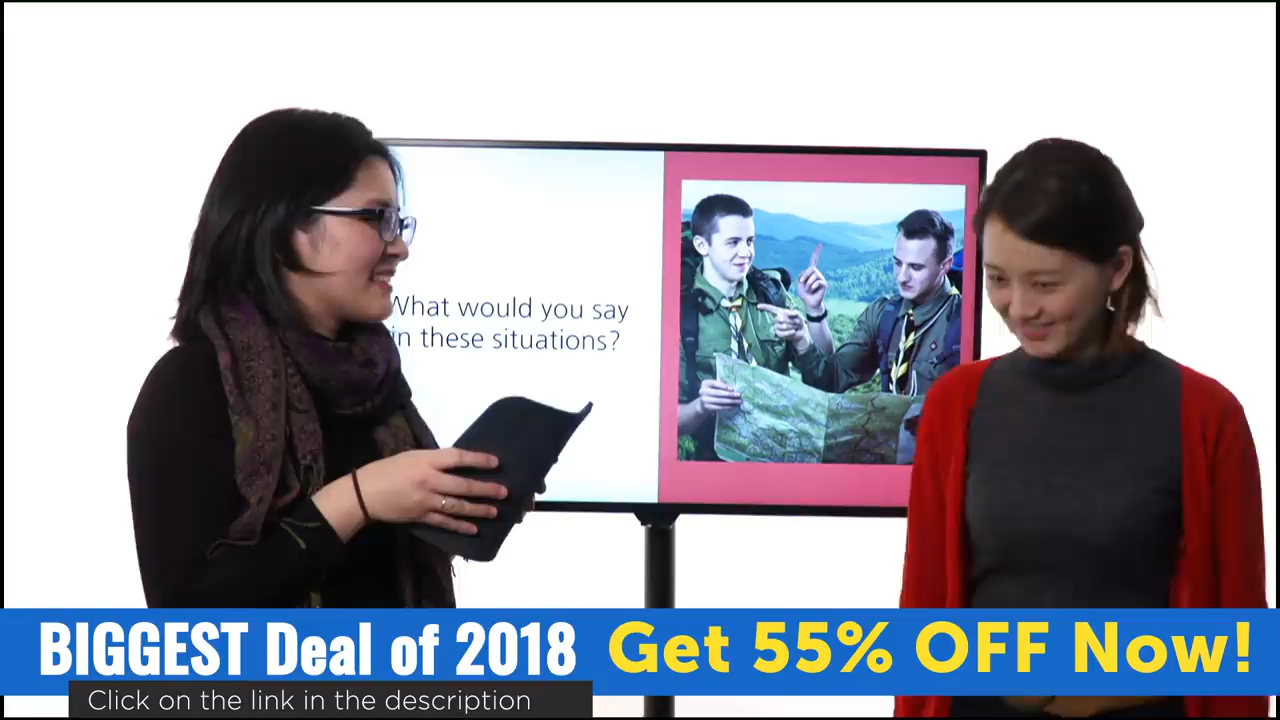 What would you say
in these situations?
BIGGEST Deal of 2018 Get 55% OFF Now!
Click on the link in the description